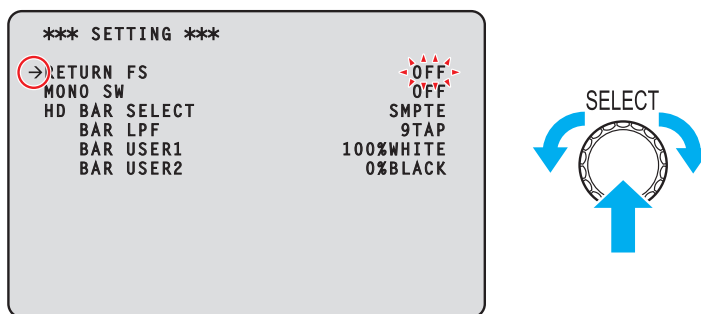 *** SETTING ***
→RETURN FS OFF
MONO SW OFF
HD BAR SELECT SMPTE
BAR LPF 9TAP
BAR USER1 100%WHITE
BAR USER2 0%BLACK
SELECT